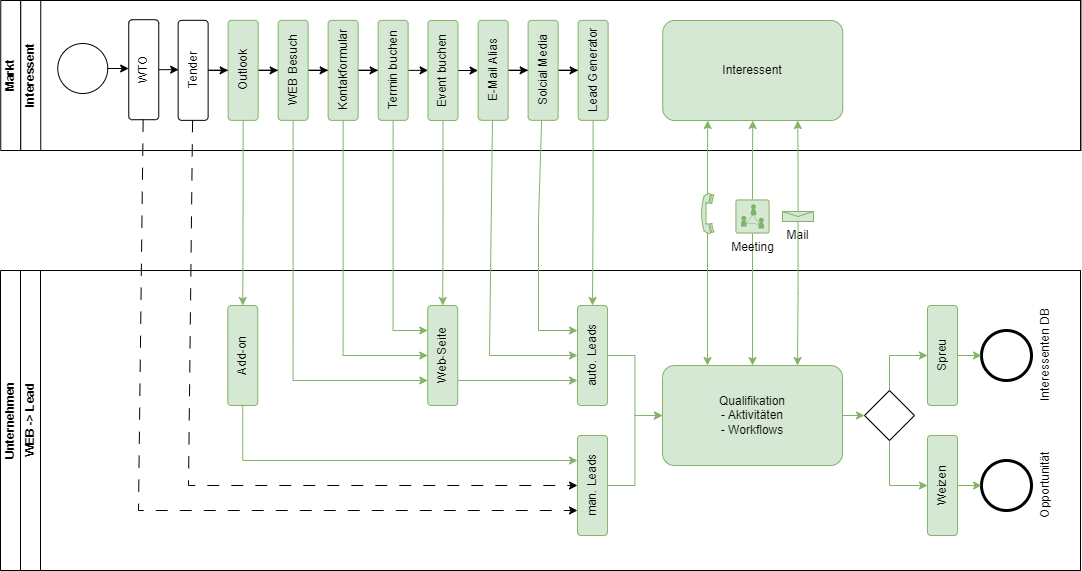 Markt
Interessent
WTO
Tender
Outlook
WEB Besuch
Kontakformular
Termin buchen
Event buchen
E-Mail Alias
Solcial Media
Lead Generator
Interessent
Meeting
Mail
Unternehmen
WEB -> Lead
Add-on
Web-Seite
auto. Leads
man. Leads
Qualifikation
- Aktivitäten
- Workflows
Spreu
Weizen
Interessenten DB
Opportunität